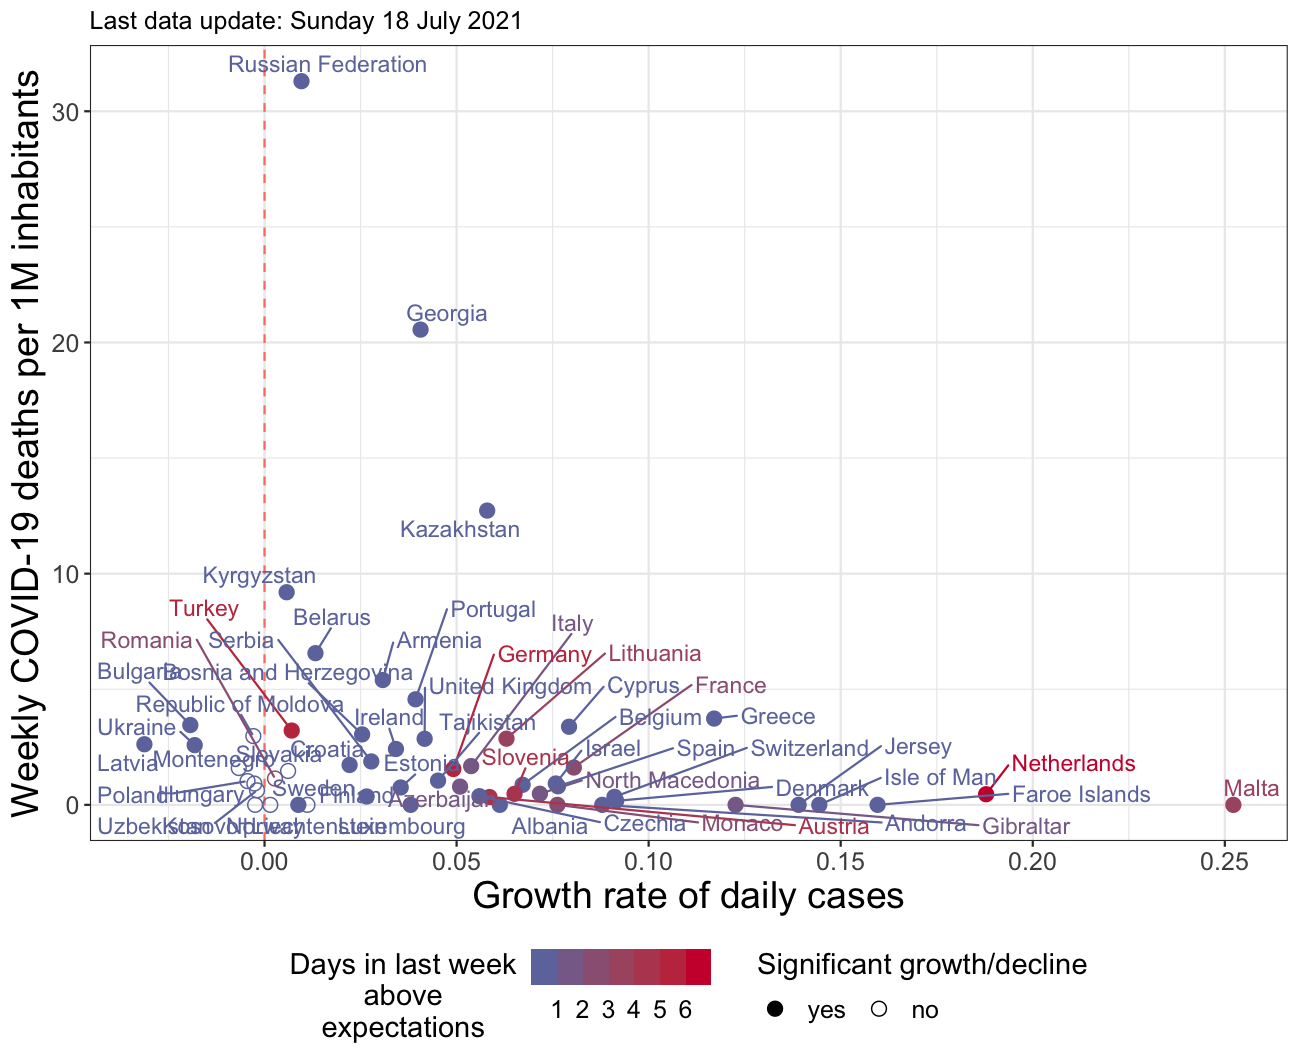 Last data update: Sunday 18 July 2021
Weekly COVID-19 deaths per 1M inhabitants
30
20
10
0
Russian Federation
Georgia
Kazakhstan
Kyrgyzstan
Turkey
Belarus
Portugal
Italy
Romania
Serbia
Armenia
Germany
Lithuania
Bulgaria
Bosnia and Herzegovina
United Kingdom
Cyprus
France
Republic of Moldova
Ireland
Tajikistan
Belgium
Greece
Ukraine
Latvia
Montenegro
Slovakia
Croatia
Estonia
Slovenia
Israel
Spain
Switzerland
Jersey
Netherlands
Poland
Hungary
Sweden
Finland
Azerbaijan
North Macedonia
Denmark
Isle of Man
Faroe Islands
Malta
Uzbekistan
Kosovo
Norway
Liechtenstein
Luxembourg
Albania
Czechia
Monaco
Austria
Andorra
Gibraltar
0.00
0.05
0.10
0.15
0.20
0.25
Growth rate of daily cases
Days in last week
above
expectations
1 2 3 4 5 6
Significant growth/decline
yes
no